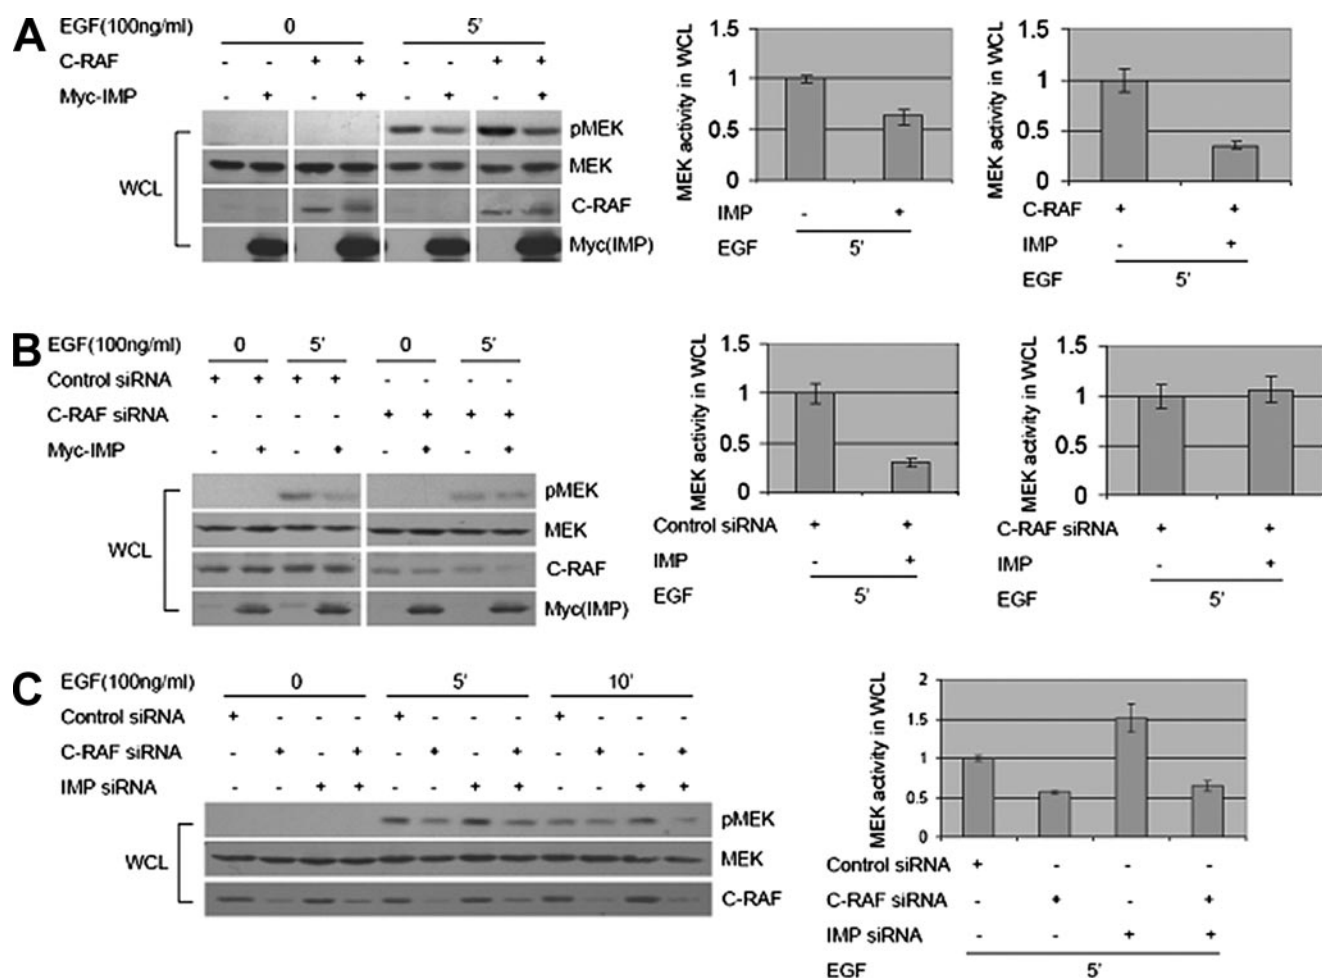 A
EGF(100ng/ml) 0 5'
C-RAF - - + + - - + +
Myc-IMP - + - + - + - +
WCL
pMEK
MEK
C-RAF
Myc(IMP)
MEK activity in WCL
1.5
1
0.5
0
IMP - +
EGF 5'
MEK activity in WCL
1.5
1
0.5
0
C-RAF + +
IMP - +
EGF 5'
B
EGF(100ng/ml) 0 5' 0 5'
Control siRNA + + + + - - - -
C-RAF siRNA - - - - + + + +
Myc-IMP - + - + - + - +
WCL
pMEK
MEK
C-RAF
Myc(IMP)
MEK activity in WCL
1.5
1
0.5
0
Control siRNA + +
IMP - +
EGF 5'
MEK activity in WCL
1.5
1
0.5
0
C-RAF siRNA + +
IMP - +
EGF 5'
C
EGF(100ng/ml) 0 5' 10'
Control siRNA + - - - + - - - + - - -
C-RAF siRNA - + - + - + - + - + - +
IMP siRNA - - + + - - + + - - + +
WCL
pMEK
MEK
C-RAF
MEK activity in WCL
2
1.5
1
0.5
0
Control siRNA + - - -
C-RAF siRNA - + - +
IMP siRNA - - + +
EGF 5'